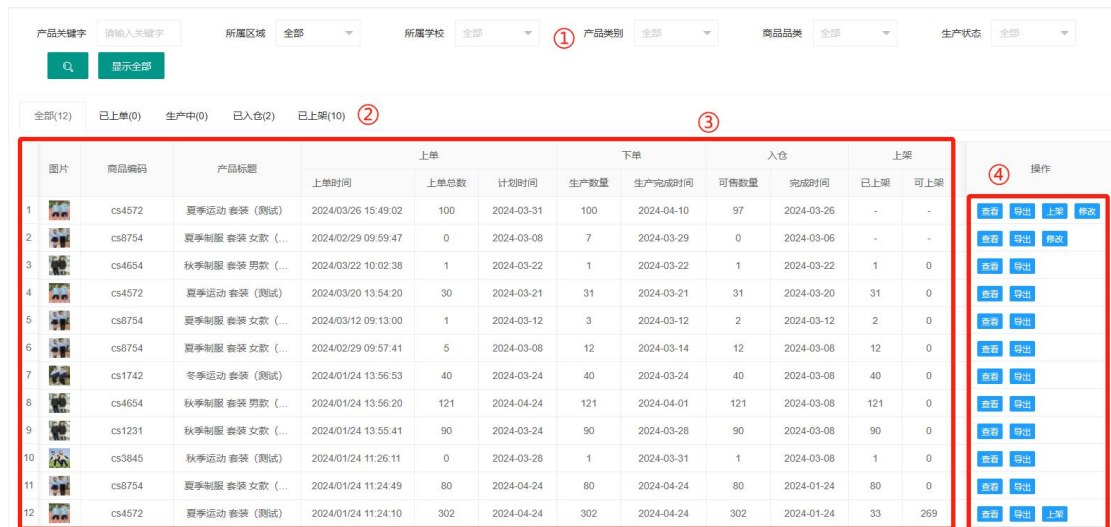 产品关键字 请输入关键字 所属区域 全部 所属学校 全部 ① 产品类别 全部 商品品类 全部 生产状态 全部
显示全部
全部(12) 已上单(0) 生产中(0) 已入仓(2) 已上架(10) ②
③
图片 商品编码 产品标题 上单 下单 入仓 上架 ④ 操作
上单时间 上单总数 计划时间 生产数量 生产完成时间 可售数量 完成时间 已上架 可上架
1 cs4572 夏季运动 套装（测试） 2024/03/26 15:49:02 100 2024-03-31 100 2024-04-10 97 2024-03-26 - - 查看 导出 上架 修改
2 cs8754 夏季制服 套装 女款（... 2024/02/29 09:59:47 0 2024-03-08 7 2024-03-29 0 2024-03-06 - - 查看 导出 修改
3 cs4654 秋季制服 套装 男款（... 2024/03/22 10:02:38 1 2024-03-22 1 2024-03-22 1 2024-03-22 1 0 查看 导出
4 cs4572 夏季运动 套装（测试） 2024/03/20 13:54:20 30 2024-03-21 31 2024-03-21 31 2024-03-20 31 0 查看 导出
5 cs8754 夏季制服 套装 女款（... 2024/03/12 09:13:00 1 2024-03-12 3 2024-03-12 2 2024-03-12 2 0 查看 导出
6 cs8754 夏季制服 套装 女款（... 2024/02/29 09:57:41 5 2024-03-08 12 2024-03-14 12 2024-03-08 12 0 查看 导出
7 cs1742 冬季运动 套装（测试） 2024/01/24 13:56:53 40 2024-03-24 40 2024-03-24 40 2024-03-08 40 0 查看 导出
8 cs4654 秋季制服 套装 男款（... 2024/01/24 13:56:20 121 2024-04-24 121 2024-04-01 121 2024-03-08 121 0 查看 导出
9 cs1231 秋季制服 套装 女款（... 2024/01/24 13:55:41 90 2024-03-24 90 2024-03-28 90 2024-03-08 90 0 查看 导出
10 cs3845 秋季运动 套装（测试） 2024/01/24 11:26:11 0 2024-03-28 1 2024-03-31 1 2024-03-08 1 0 查看 导出
11 cs8754 夏季制服 套装 女款（... 2024/01/24 11:24:49 80 2024-04-24 80 2024-04-24 80 2024-01-24 80 0 查看 导出
12 cs4572 夏季运动 套装（测试） 2024/01/24 11:24:10 302 2024-04-24 302 2024-04-24 302 2024-01-24 33 269 查看 导出 上架